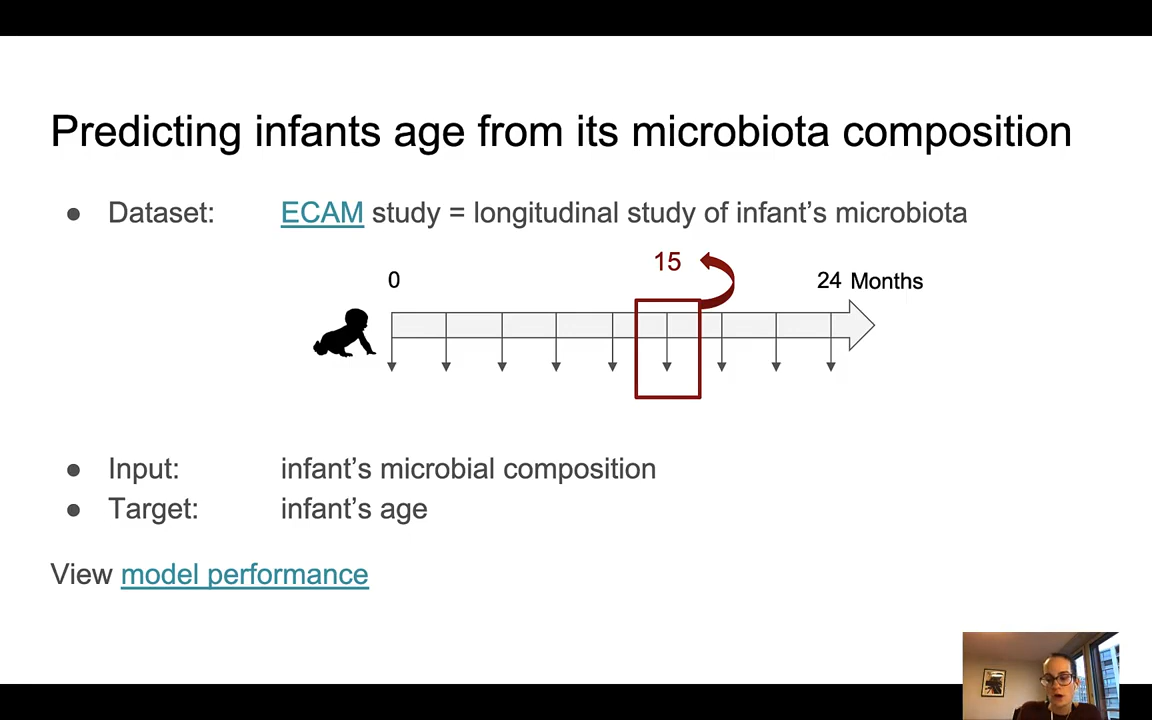 Predicting infants age from its microbiota composition
● Dataset: ECAM study = longitudinal study of infant's microbiota
15
0 24 Months
● Input: infant's microbial composition
● Target: infant's age
View model performance